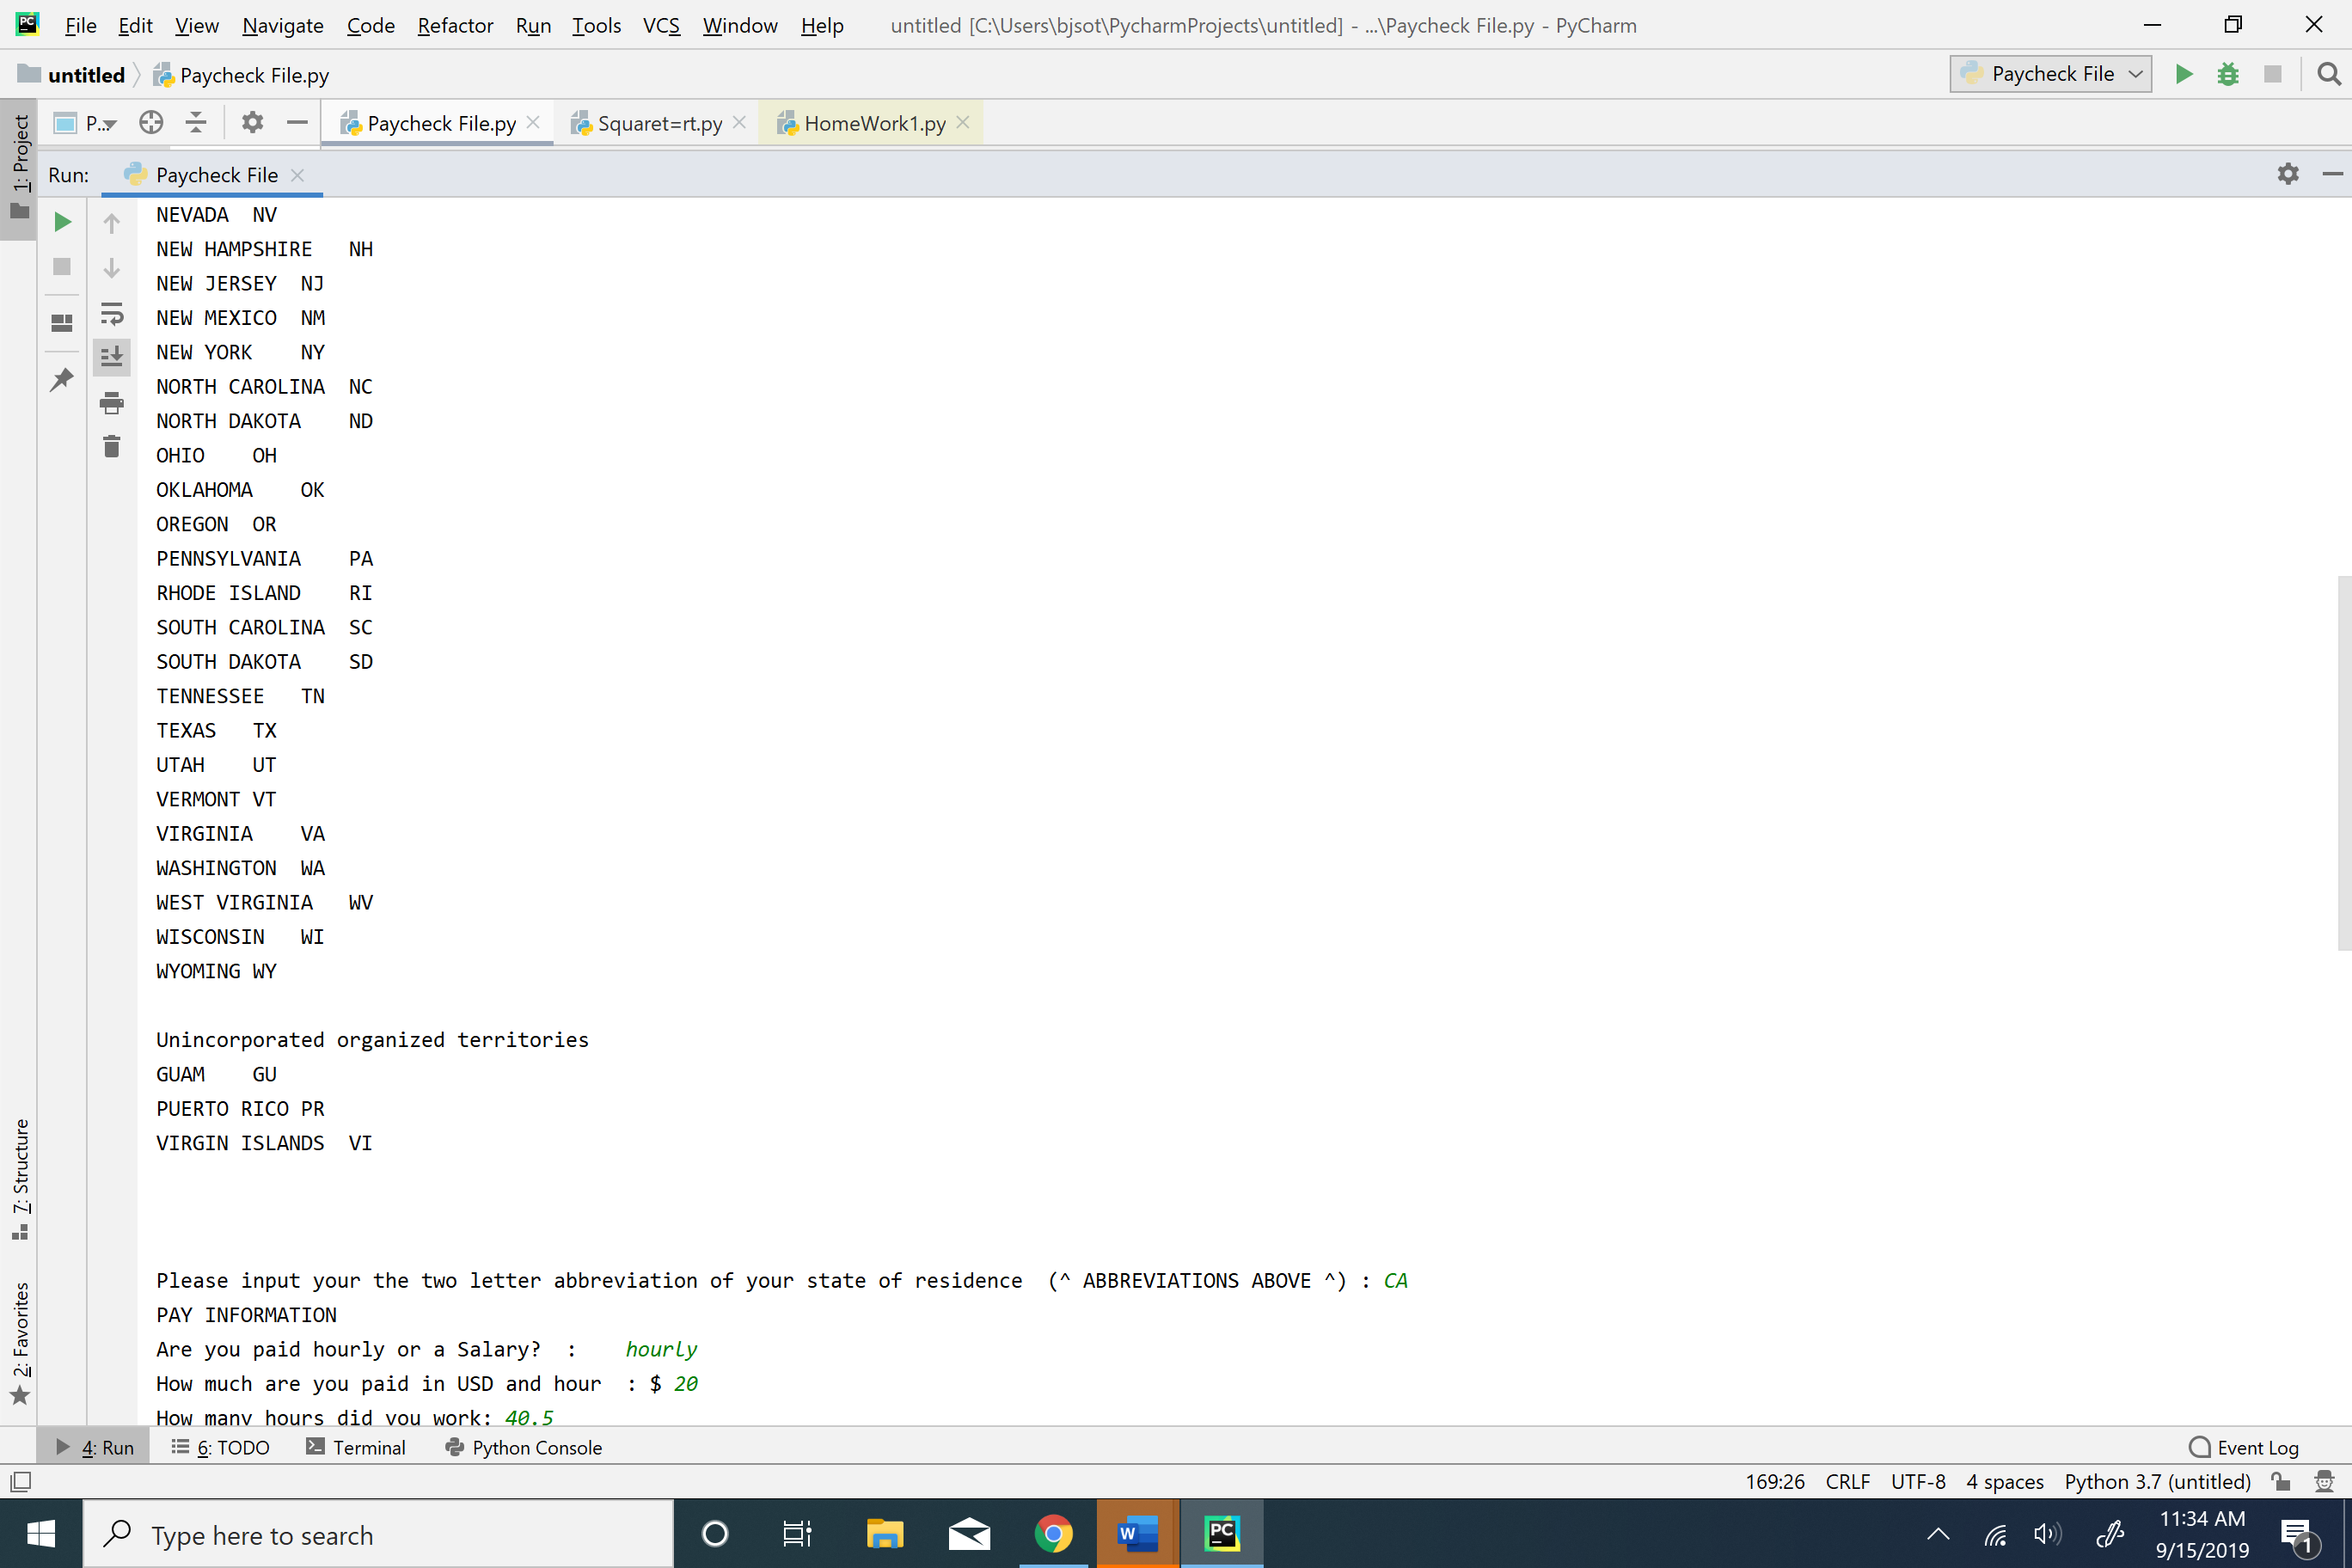 PC File Edit View Navigate Code Refactor Run Tools VCS Window Help untitled [C:\Users\bjsot\PycharmProjects\untitled] - ...\Paycheck File.py - PyCharm
untitled Paycheck File.py Paycheck File
1: Project P... Paycheck File.py Squaret=rt.py HomeWork1.py
Run: Paycheck File
NEVADA NV
NEW HAMPSHIRE NH
NEW JERSEY NJ
NEW MEXICO NM
NEW YORK NY
NORTH CAROLINA NC
NORTH DAKOTA ND
OHIO OH
OKLAHOMA OK
OREGON OR
PENNSYLVANIA PA
RHODE ISLAND RI
SOUTH CAROLINA SC
SOUTH DAKOTA SD
TENNESSEE TN
TEXAS TX
UTAH UT
VERMONT VT
VIRGINIA VA
WASHINGTON WA
WEST VIRGINIA WV
WISCONSIN WI
WYOMING WY
Unincorporated organized territories
GUAM GU
PUERTO RICO PR
VIRGIN ISLANDS VI
7: Structure
2: Favorites
Please input your the two letter abbreviation of your state of residence (^ ABBREVIATIONS ABOVE ^) : CA
PAY INFORMATION
Are you paid hourly or a Salary? : hourly
How much are you paid in USD and hour : $ 20
How many hours did you work: 40.5
4: Run 6: TODO Terminal Python Console Event Log
169:26 CRLF UTF-8 4 spaces Python 3.7 (untitled)
Type here to search W PC 11:34 AM
9/15/2019 1